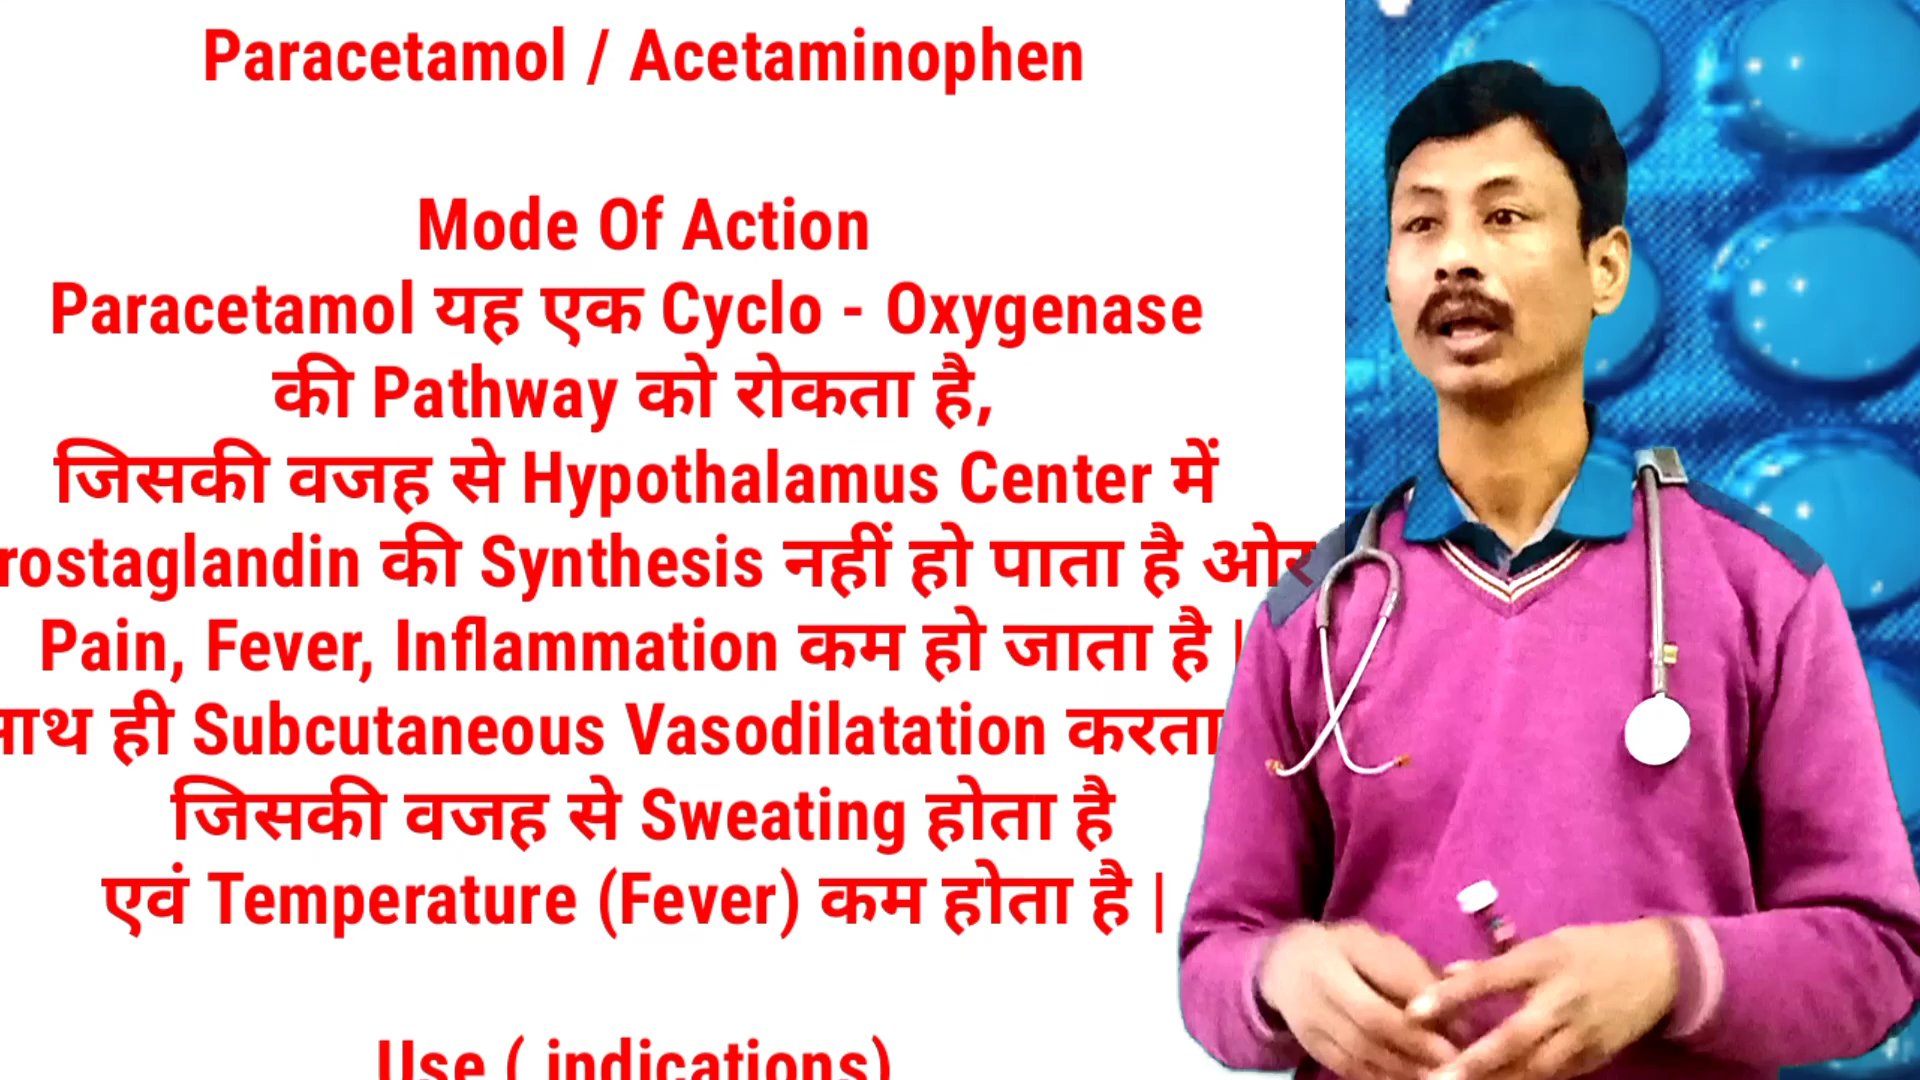 Paracetamol / Acetaminophen
Mode Of Action
Paracetamol यह एक Cyclo - Oxygenase
की Pathway को रोकता है,
जिसकी वजह से Hypothalamus Center में
rostaglandin की Synthesis नहीं हो पाता है ओर
Pain, Fever, Inflammation कम हो जाता है |
ही Subcutaneous Vasodilatation करता
जिसकी वजह से Sweating होता है
एवं Temperature (Fever) कम होता है |
Use ( indications)